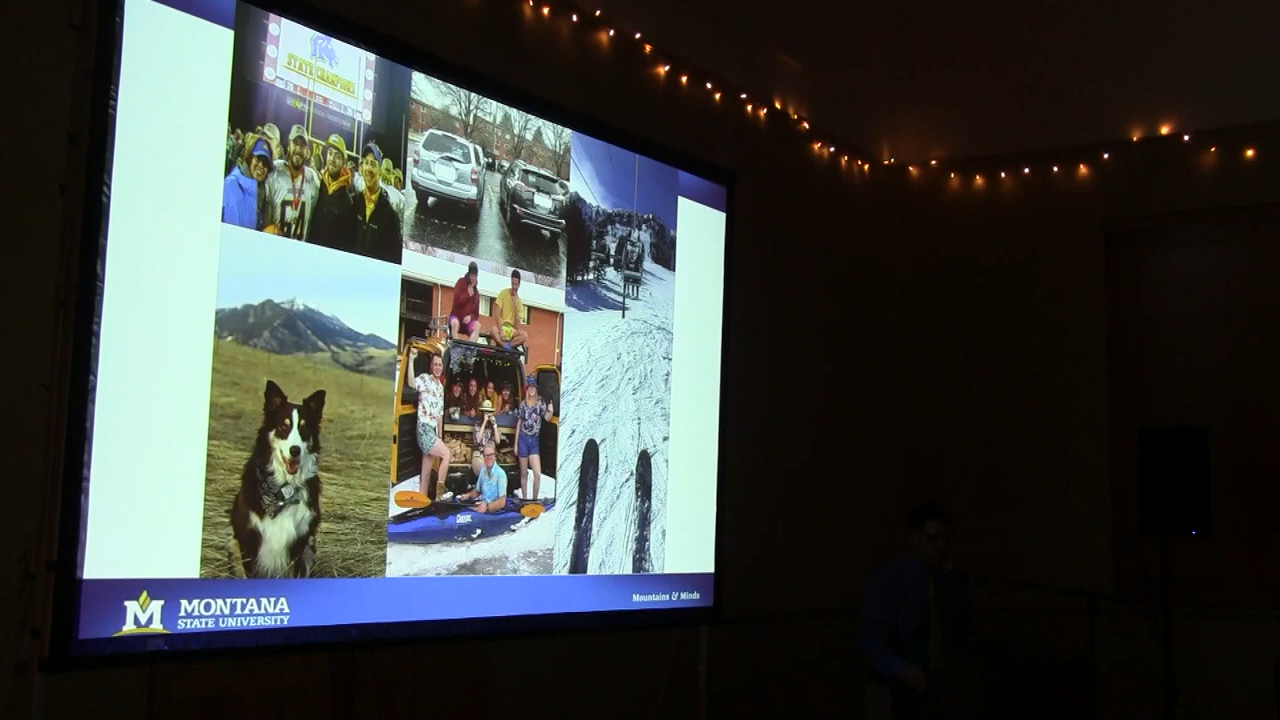 STATE CHAMPIONS
M MONTANA
STATE UNIVERSITY
Mountains & Minds